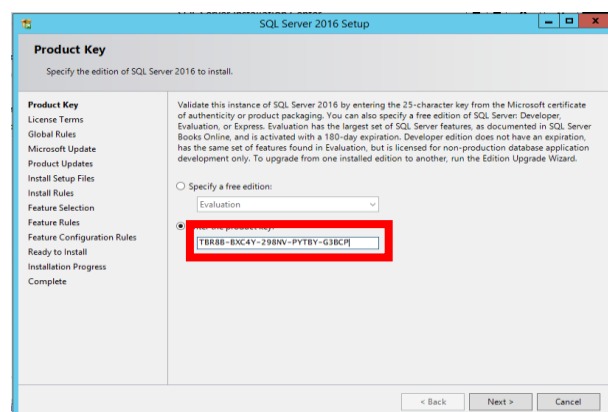 SQL Server 2016 Setup
Product Key
Specify the edition of SQL Server 2016 to install.
Product Key
License Terms
Global Rules
Microsoft Update
Product Updates
Install Setup Files
Install Rules
Feature Selection
Feature Rules
Feature Configuration Rules
Ready to Install
Installation Progress
Complete
Validate this instance of SQL Server 2016 by entering the 25-character key from the Microsoft certificate
of authenticity or product packaging. You can also specify a free edition of SQL Server: Developer,
Evaluation, or Express. Evaluation has the largest set of SQL Server features, as documented in SQL Server
Books Online, and is activated with a 180-day expiration. Developer edition does not have an expiration,
has the same set of features found in Evaluation, but is licensed for non-production database application
development only. To upgrade from one installed edition to another, run the Edition Upgrade Wizard.
Specify a free edition:
Evaluation
the product key:
TBR8B-BXC4Y-298NV-PYTBY-G3BCP
< Back
Next >
Cancel